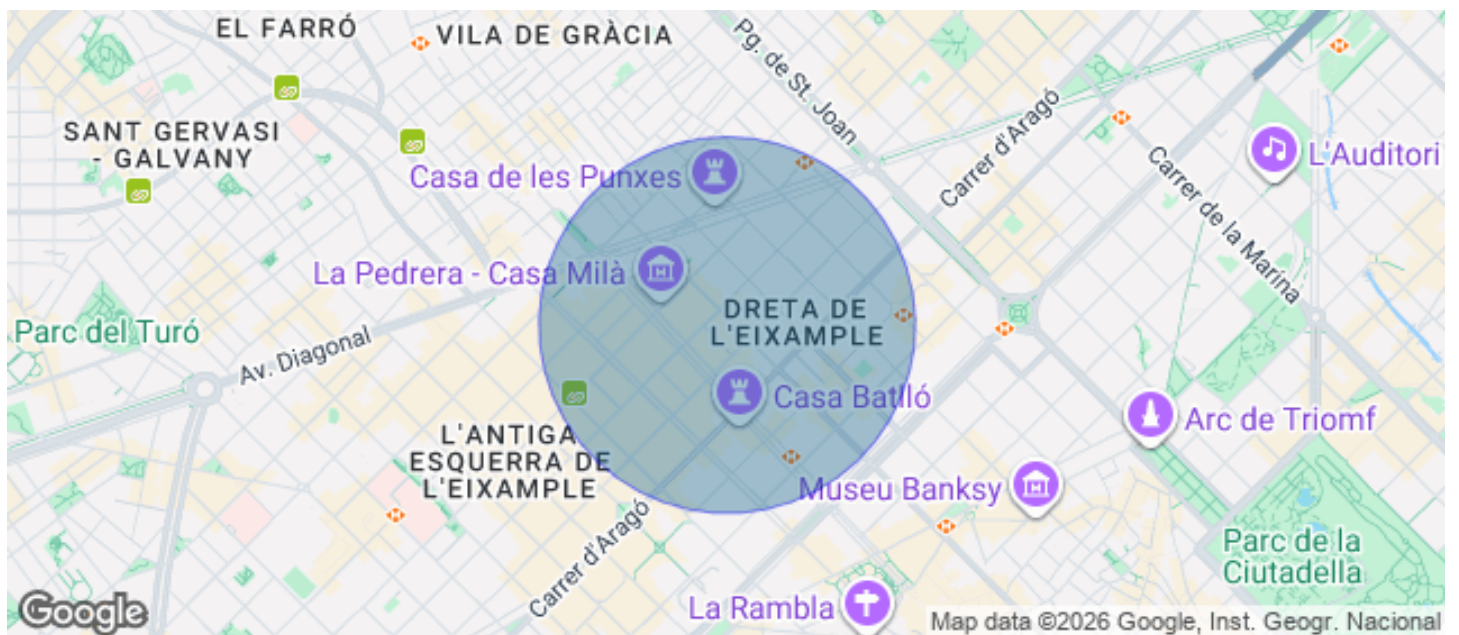 EL FARRÓ
VILA DE GRÀCIA
Pg. de St. Joan
SANT GERVASI
- GALVANY
Casa de les Punxes
Carrer d'Aragó
L'Auditori
Carrer de la Marina
La Pedrera - Casa Milà
DRETA DE
L'EIXAMPLE
Parc del Turó
Av. Diagonal
Casa Batlló
Arc de Triomf
L'ANTIGA
ESQUERRA DE
L'EIXAMPLE
Museu Banksy
Carrer d'Aragó
Parc de la
Ciutadella
La Rambla
Google
Map data ©2026 Google, Inst. Geogr. Nacional